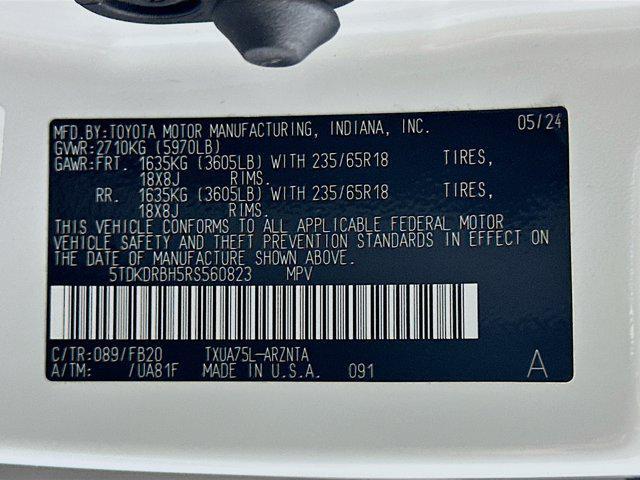 MFD.BY:TOYOTA MOTOR MANUFACTURING, INDIANA, INC. 05/24
GVWR:2710KG (5970LB)
GAWR:FRT. 1635KG (3605LB) WITH 235/65R18 TIRES,
18X8J RIMS.
RR. 1635KG (3605LB) WITH 235/65R18 TIRES,
18X8J RIMS.
THIS VEHICLE CONFORMS TO ALL APPLICABLE FEDERAL MOTOR
VEHICLE SAFETY AND THEFT PREVENTION STANDARDS IN EFFECT ON
THE DATE OF MANUFACTURE SHOWN ABOVE.
5TDKDRBH5RS560823 MPV
C/TR:089/FB20 TXUA75L-ARZNTA
A/TM: /UA81F MADE IN U.S.A. 091 A